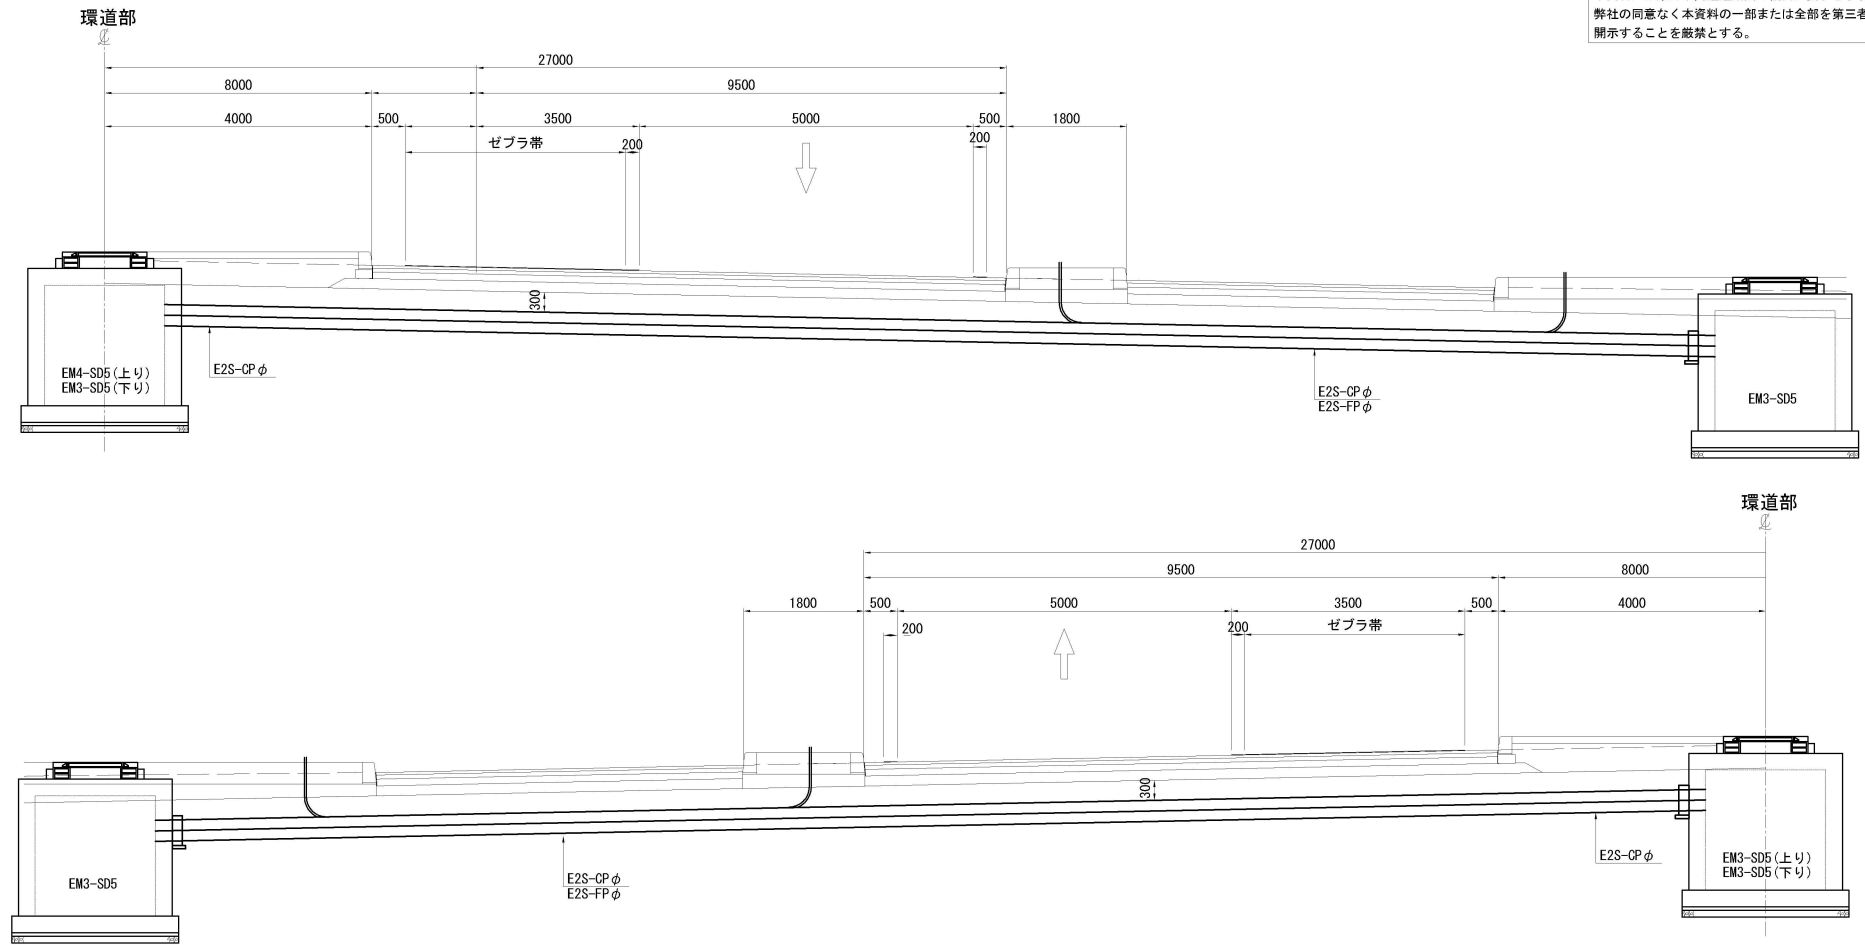 弊社の同意なく本資料の一部または全部を第三者
開示することを厳禁とする。
環道部
℄
27000
8000
9500
4000
500
3500
5000
500
1800
ゼブラ帯
200
200
300
E2S-CPφ
EM4-SD5(上り)
EM3-SD5(下り)
E2S-CPφ
E2S-FPφ
EM3-SD5
環道部
℄
27000
9500
8000
1800
500
5000
3500
500
4000
200
200
ゼブラ帯
300
E2S-CPφ
E2S-FPφ
E2S-CPφ
EM3-SD5
EM3-SD5(上り)
EM3-SD5(下り)